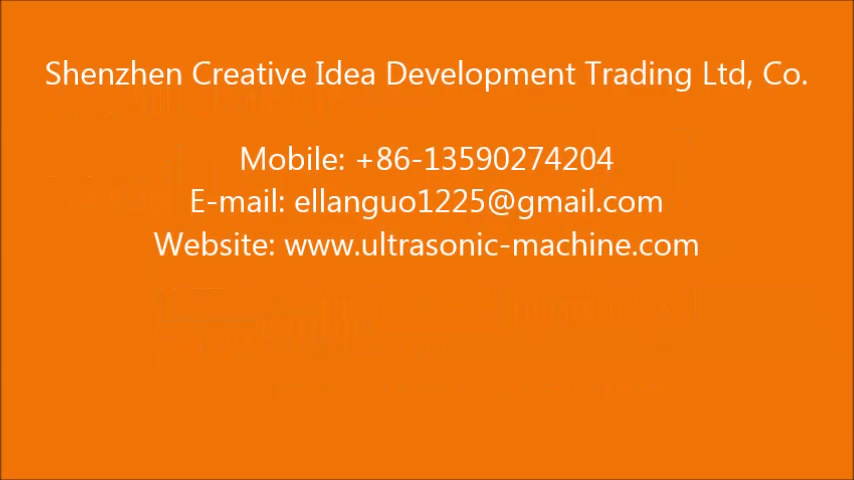 Shenzhen Creative Idea Development Trading Ltd, Co.
Mobile: +86-13590274204
E-mail: ellanguo1225@gmail.com
Website: www.ultrasonic-machine.com